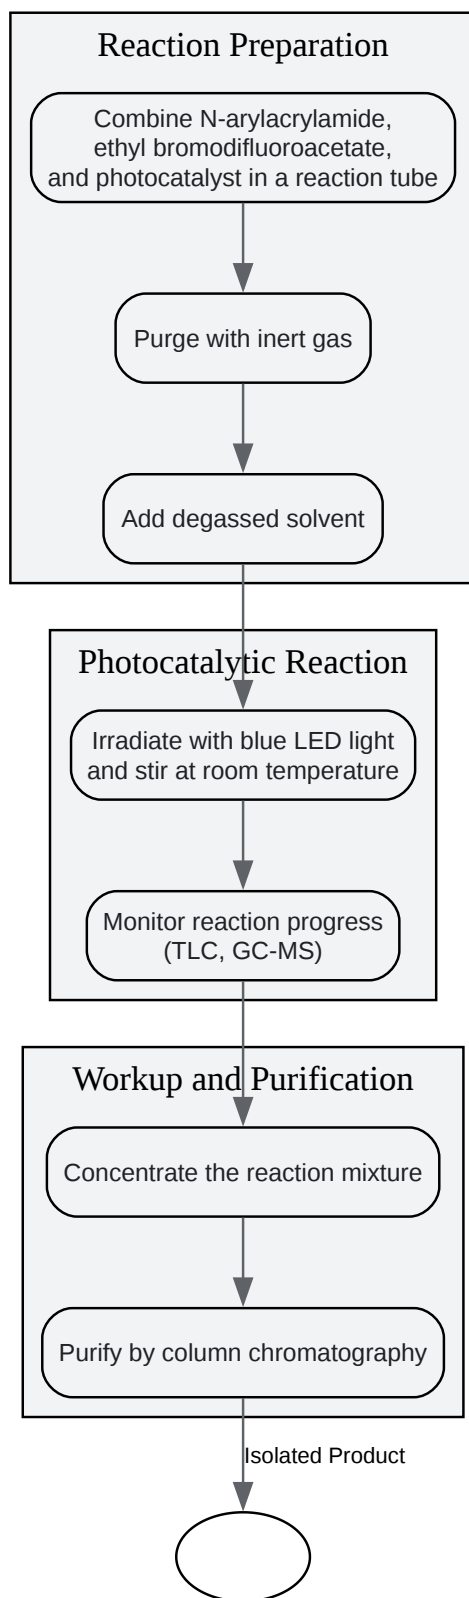 Reaction Preparation
Combine N-arylacrylamide,
ethyl bromodifluoroacetate,
and photocatalyst in a reaction tube
Purge with inert gas
Add degassed solvent
Photocatalytic Reaction
Irradiate with blue LED light
and stir at room temperature
Monitor reaction progress
(TLC, GC-MS)
Workup and Purification
Concentrate the reaction mixture
Purify by column chromatography
Isolated Product